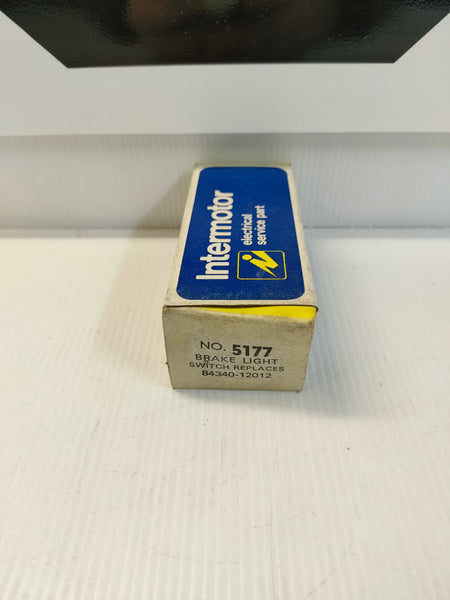 Intermotor
electrical
service part
NO. 5177
BRAKE LIGHT
SWITCH REPLACES
84340-12012